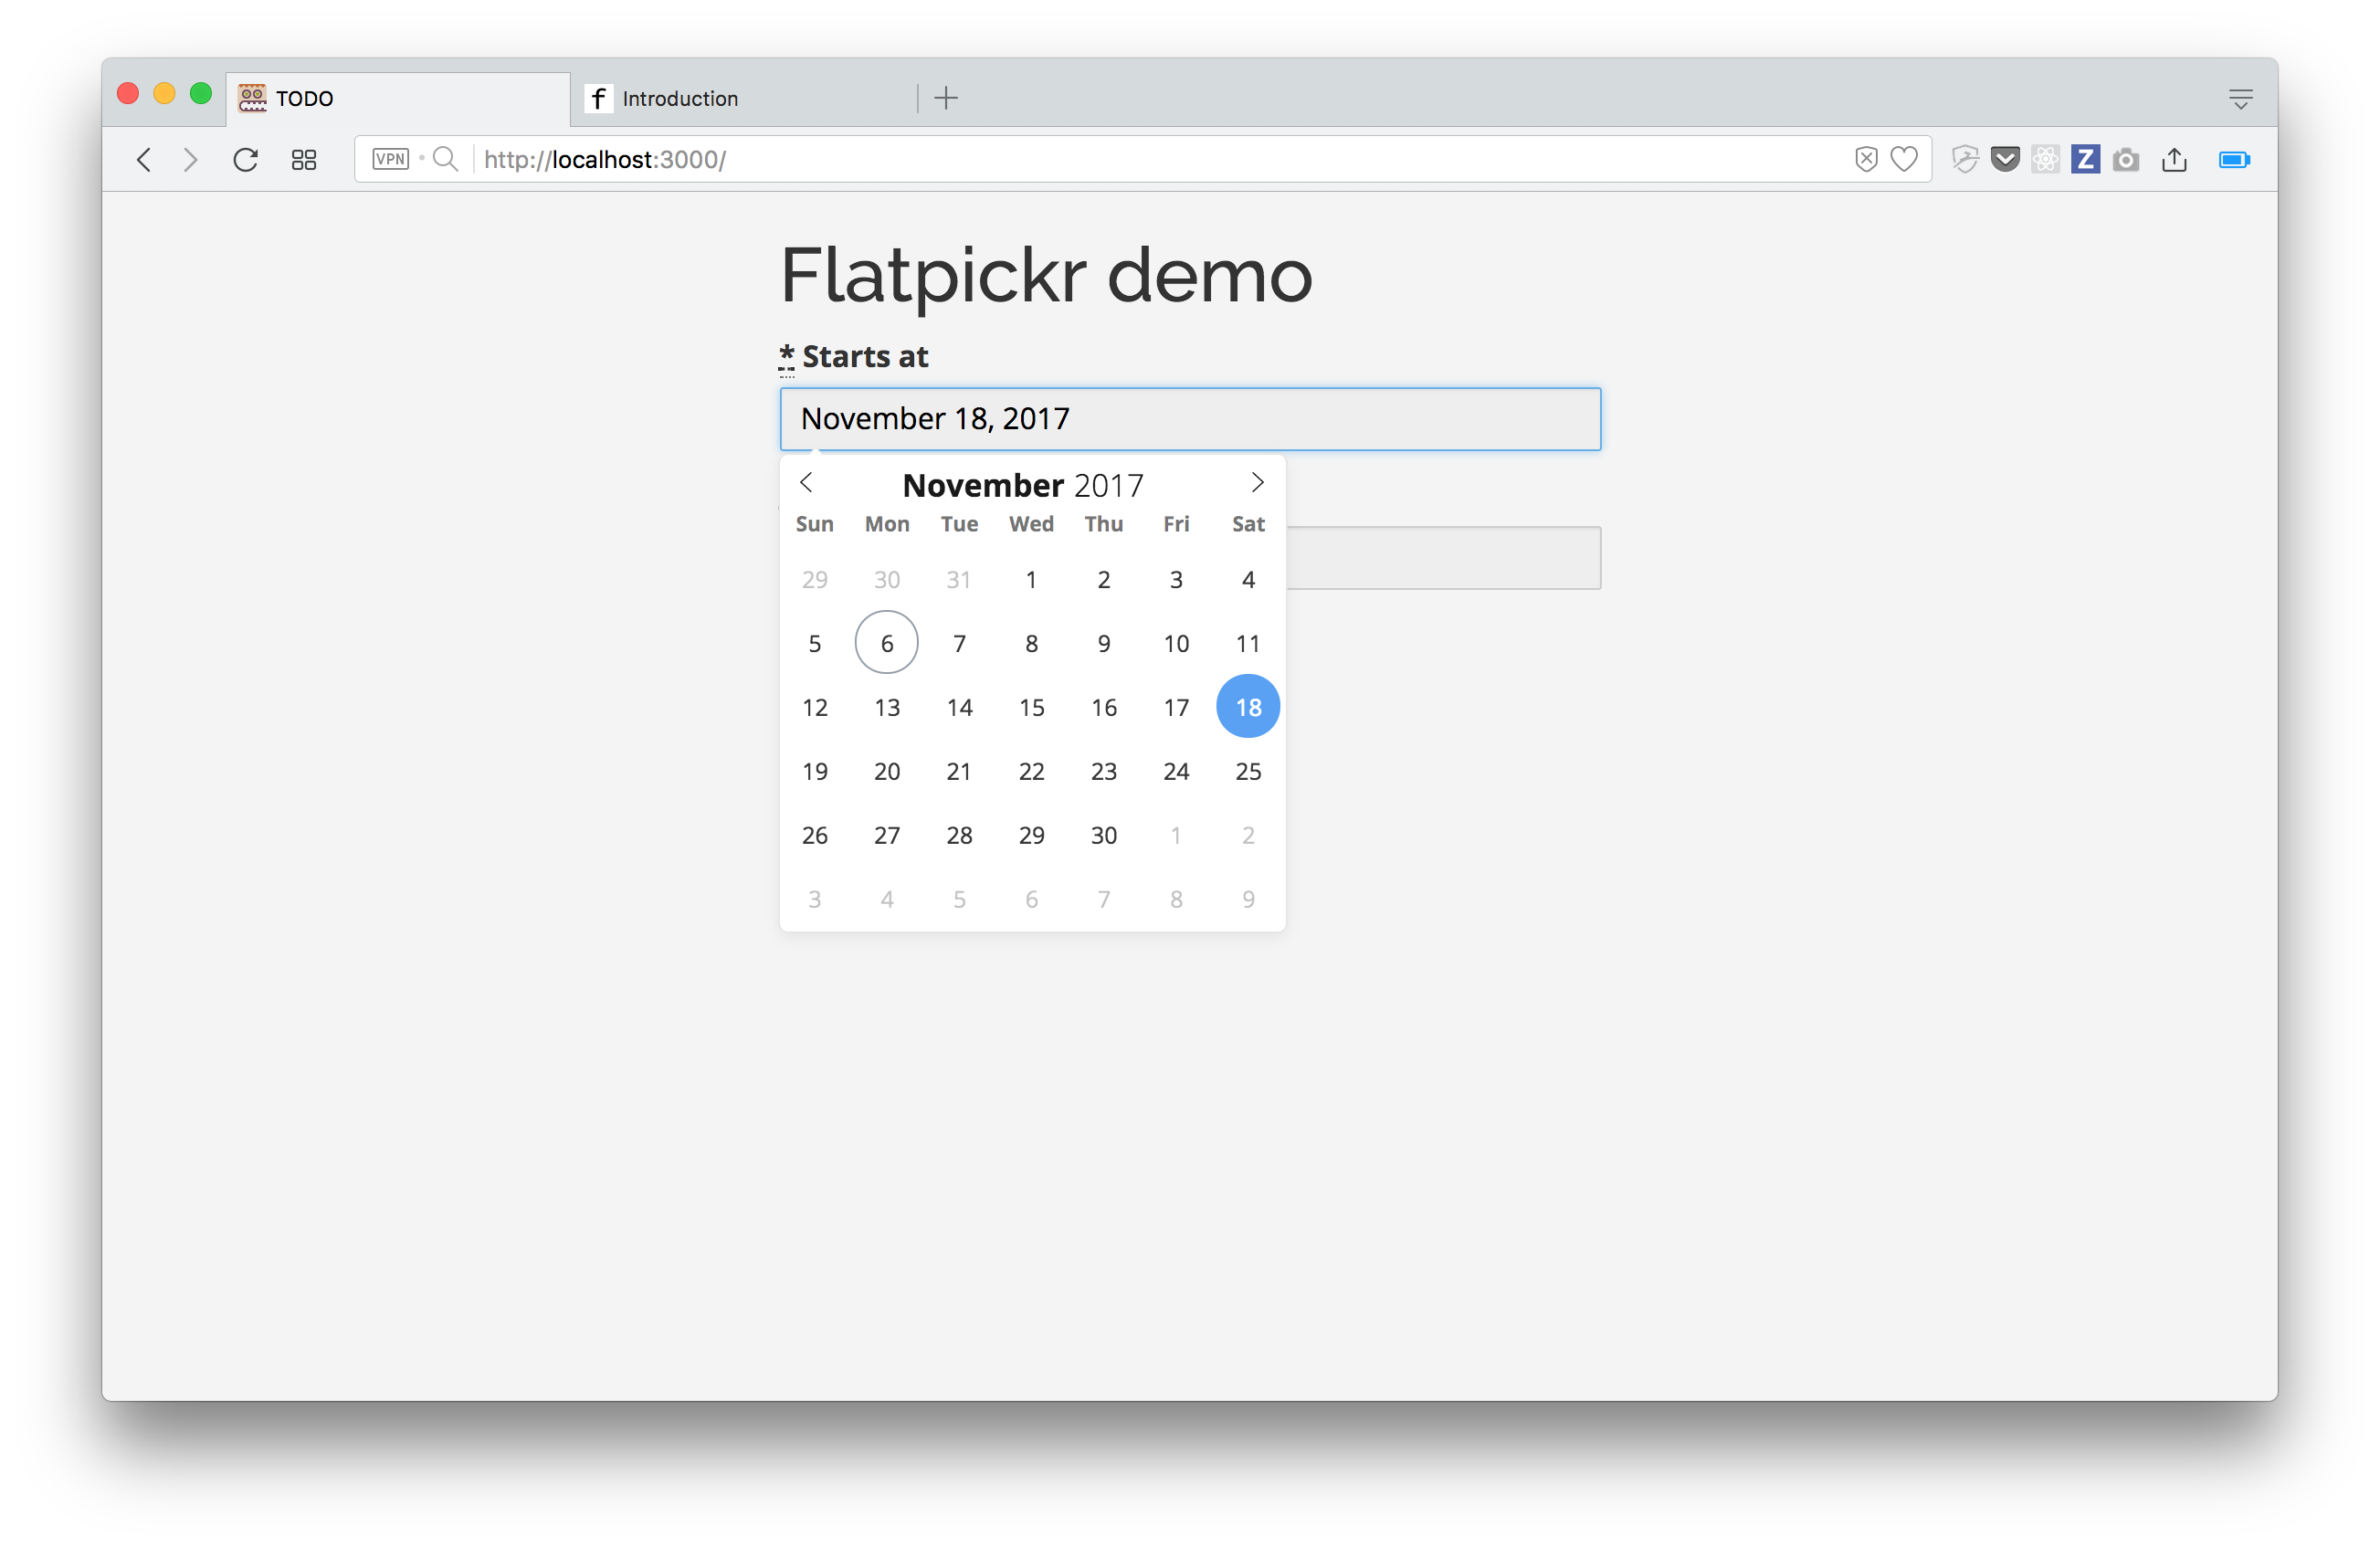 TODO
f Introduction
VPN http://localhost:3000/
Z
Flatpickr demo
* Starts at
November 18, 2017
November 2017
Sun Mon Tue Wed Thu Fri Sat
29 30 31 1 2 3 4
5 6 7 8 9 10 11
12 13 14 15 16 17 18
19 20 21 22 23 24 25
26 27 28 29 30 1 2
3 4 5 6 7 8 9